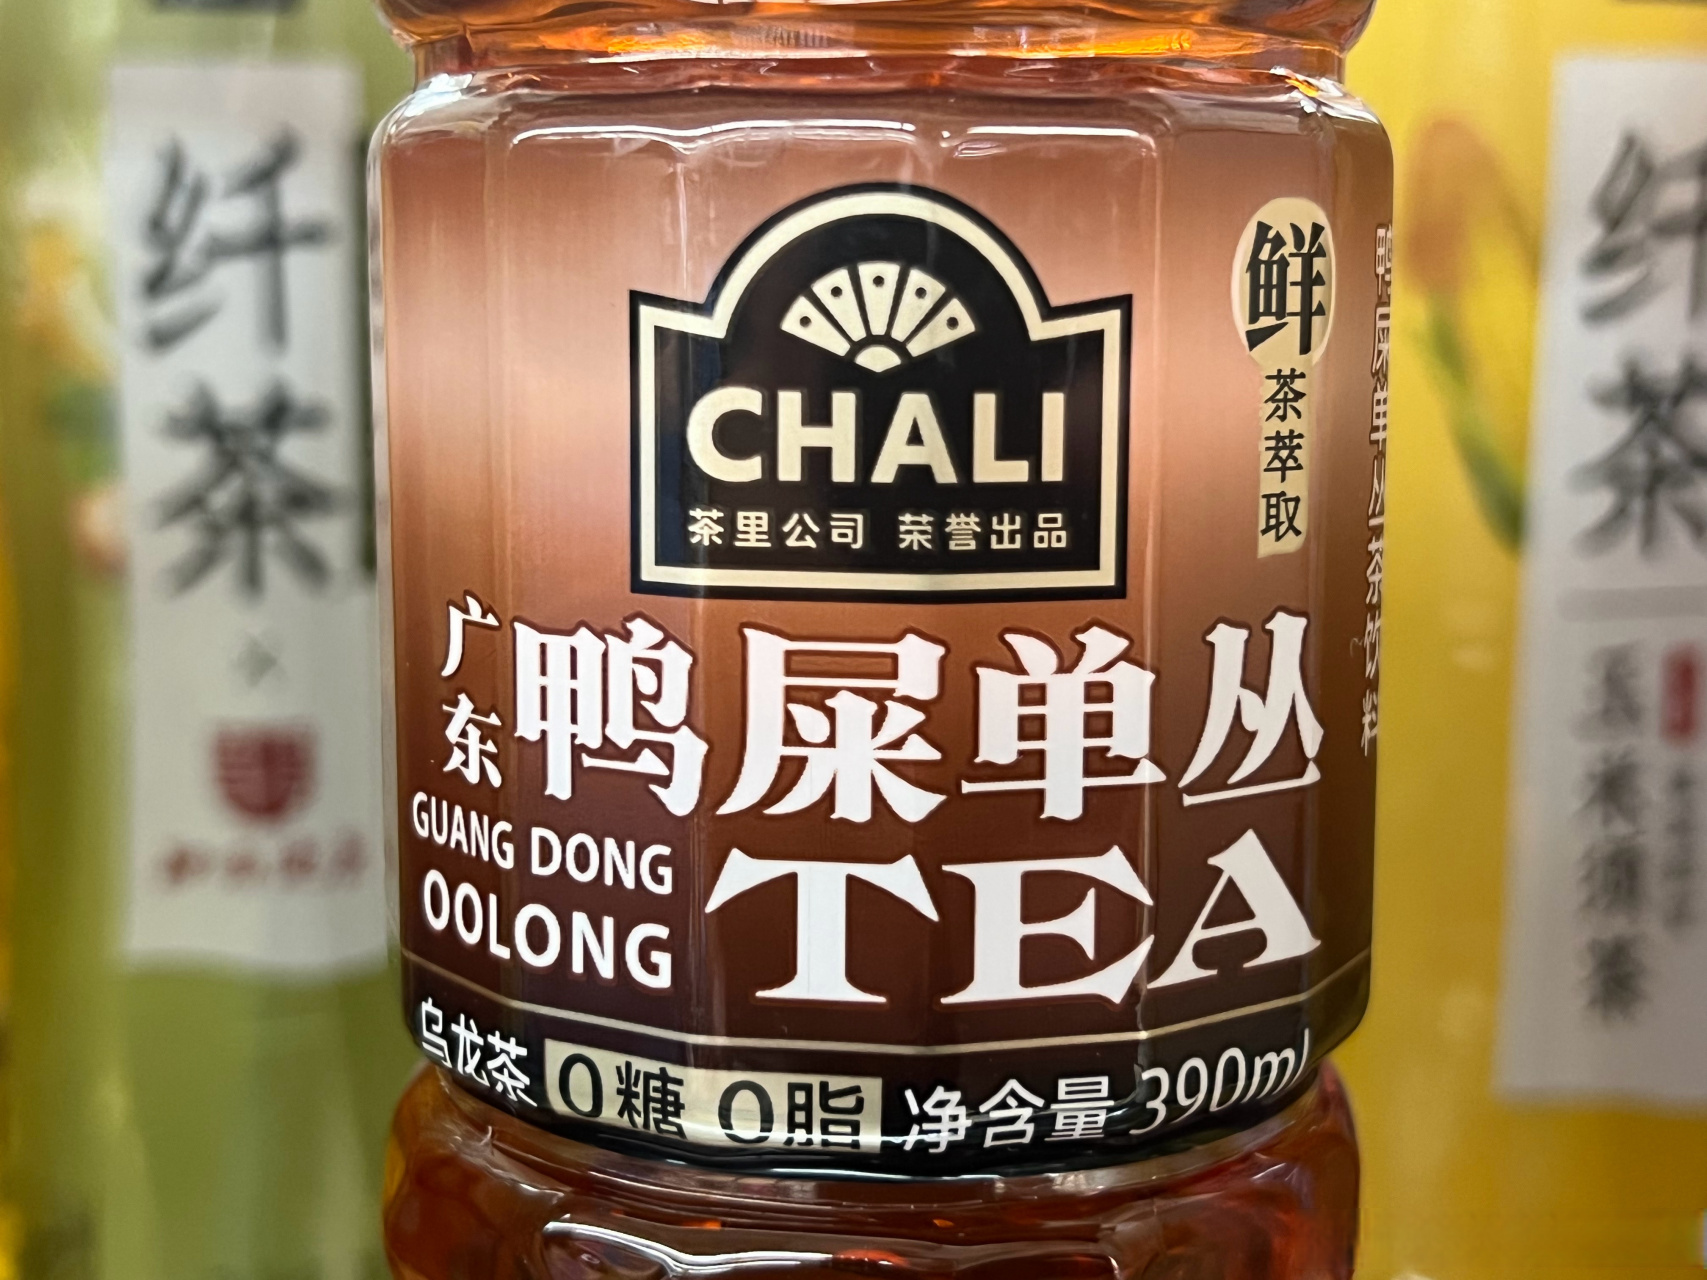 CHALI
茶里公司 荣誉出品
鲜
茶萃取
广东
鸭屎单丛
GUANG DONG
OOLONG
TEA
乌龙茶 0糖 0脂 净含量 390ml
鸭屎单丛茶饮料
纤茶
纤茶